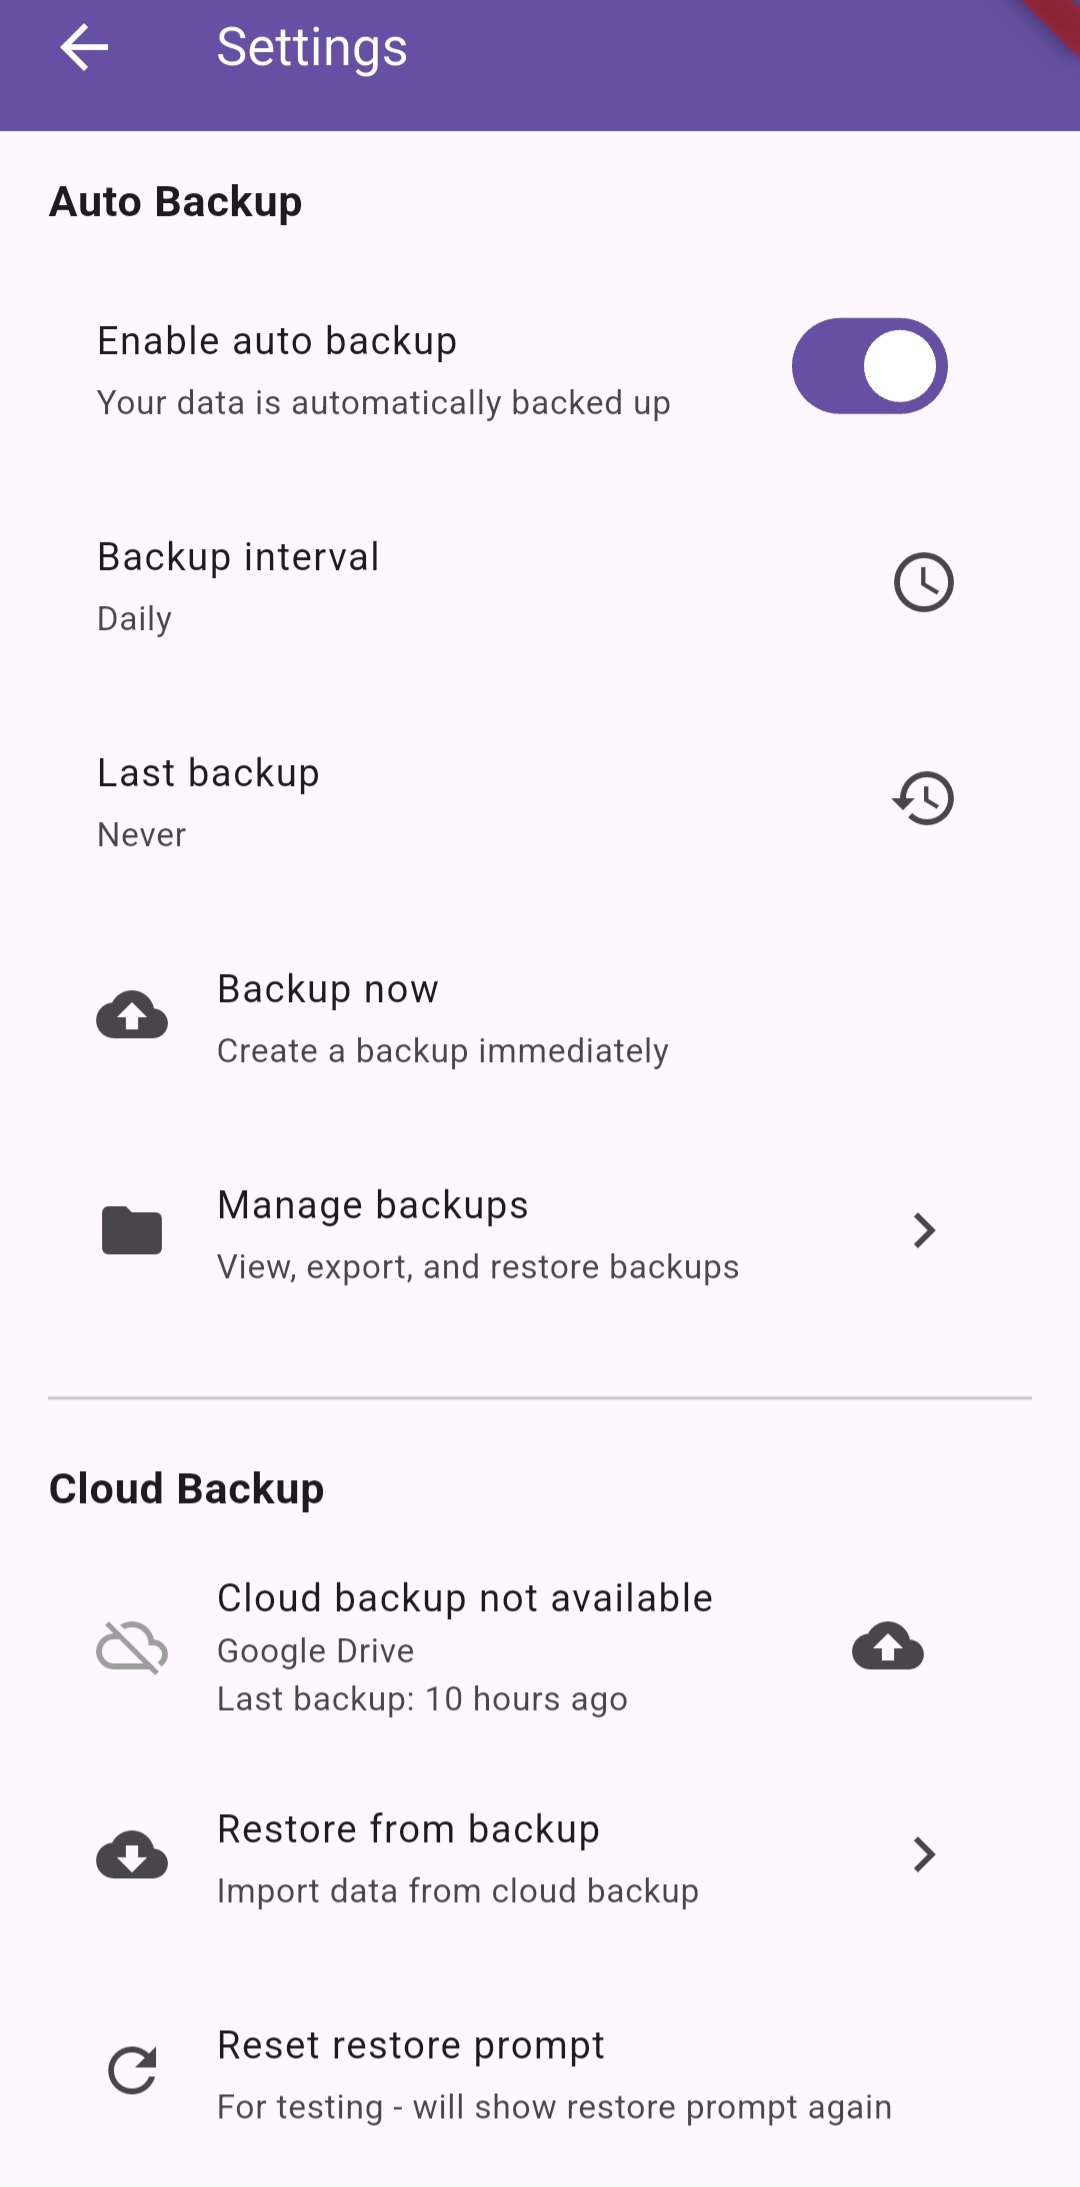 Settings
Auto Backup
Enable auto backup
Your data is automatically backed up
Backup interval
Daily
Last backup
Never
Backup now
Create a backup immediately
Manage backups
View, export, and restore backups
Cloud Backup
Cloud backup not available
Google Drive
Last backup: 10 hours ago
Restore from backup
Import data from cloud backup
Reset restore prompt
For testing - will show restore prompt again